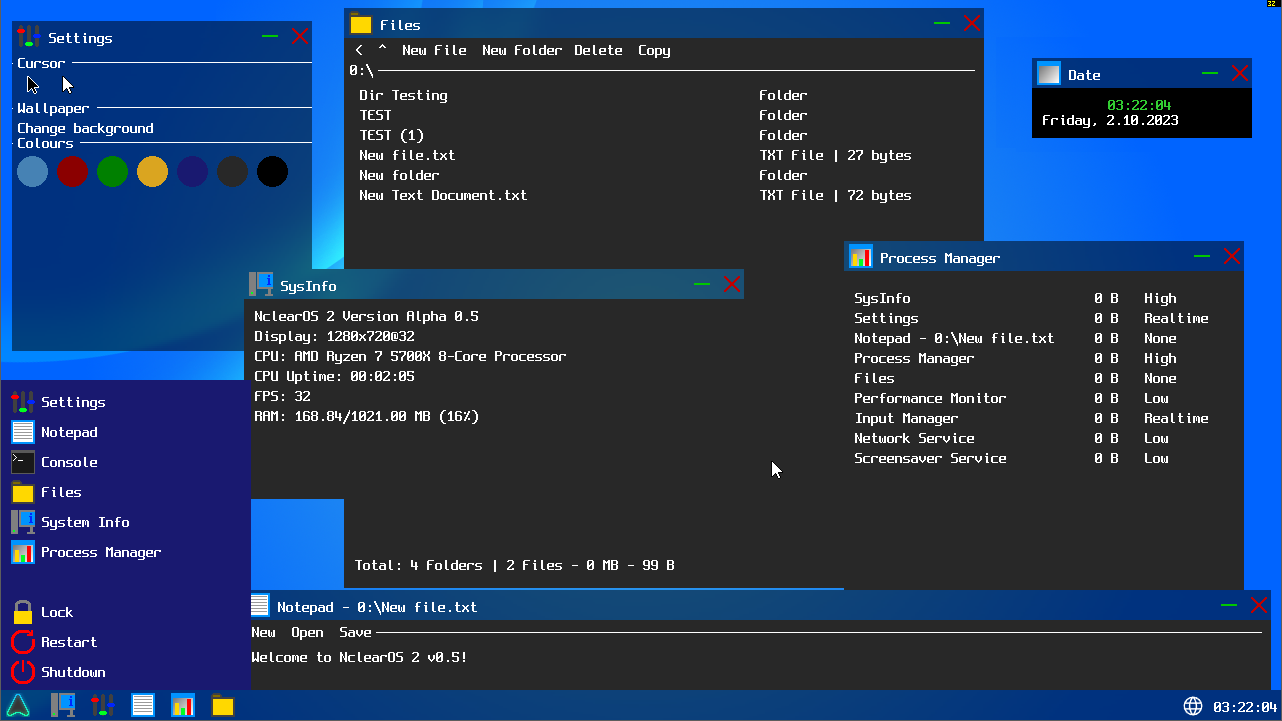 32
Settings
Cursor
Wallpaper
Change background
Colours
Files
< ^ New File New Folder Delete Copy
0:\
Dir Testing Folder
TEST Folder
TEST (1) Folder
New file.txt TXT file | 27 bytes
New folder Folder
New Text Document.txt TXT file | 72 bytes
Total: 4 Folders | 2 Files - 0 MB - 99 B
Date
03:22:04
Friday, 2.10.2023
SysInfo
NclearOS 2 Version Alpha 0.5
Display: 1280x720@32
CPU: AMD Ryzen 7 5700X 8-Core Processor
CPU Uptime: 00:02:05
FPS: 32
RAM: 168.84/1021.00 MB (16%)
Process Manager
SysInfo 0 B High
Settings 0 B Realtime
Notepad - 0:\New file.txt 0 B None
Process Manager 0 B High
Files 0 B None
Performance Monitor 0 B Low
Input Manager 0 B Realtime
Network Service 0 B Low
Screensaver Service 0 B Low
Settings
Notepad
Console
Files
System Info
Process Manager
Lock
Restart
Shutdown
Notepad - 0:\New file.txt
New Open Save
Welcome to NclearOS 2 v0.5!
03:22:04